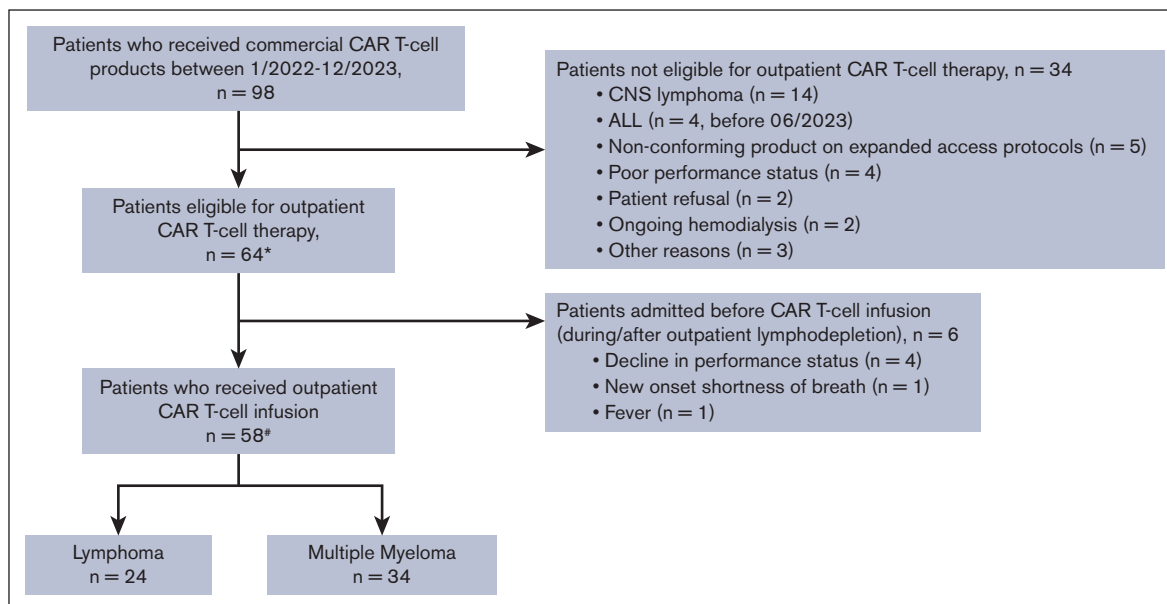 Patients who received commercial CAR T-cell
products between 1/2022-12/2023,
n = 98
Patients not eligible for outpatient CAR T-cell therapy, n = 34
• CNS lymphoma (n = 14)
• ALL (n = 4, before 06/2023)
• Non-conforming product on expanded access protocols (n = 5)
• Poor performance status (n = 4)
• Patient refusal (n = 2)
• Ongoing hemodialysis (n = 2)
• Other reasons (n = 3)
Patients eligible for outpatient
CAR T-cell therapy,
n = 64*
Patients admitted before CAR T-cell infusion
(during/after outpatient lymphodepletion), n = 6
• Decline in performance status (n = 4)
• New onset shortness of breath (n = 1)
• Fever (n = 1)
Patients who received outpatient
CAR T-cell infusion
n = 58#
Lymphoma
n = 24
Multiple Myeloma
n = 34